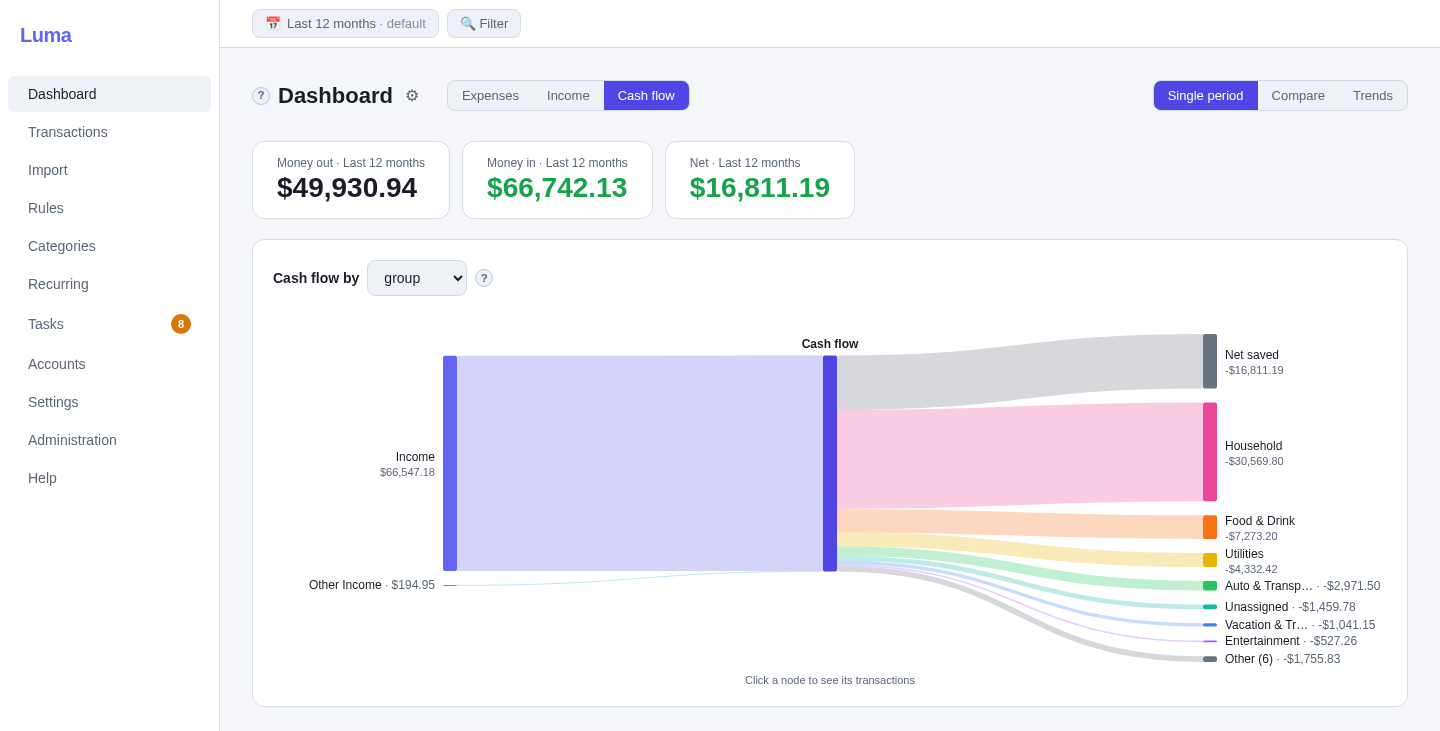 Luma
Dashboard
Transactions
Import
Rules
Categories
Recurring
Tasks 8
Accounts
Settings
Administration
Help
Last 12 months · default
Filter
? Dashboard
Expenses Income Cash flow
Single period Compare Trends
Money out · Last 12 months
$49,930.94
Money in · Last 12 months
$66,742.13
Net · Last 12 months
$16,811.19
Cash flow by group ?
Cash flow
Income
$66,547.18
Other Income · $194.95
Net saved
-$16,811.19
Household
-$30,569.80
Food & Drink
-$7,273.20
Utilities
-$4,332.42
Auto & Transp… · -$2,971.50
Unassigned · -$1,459.78
Vacation & Tr… · -$1,041.15
Entertainment · -$527.26
Other (6) · -$1,755.83
Click a node to see its transactions